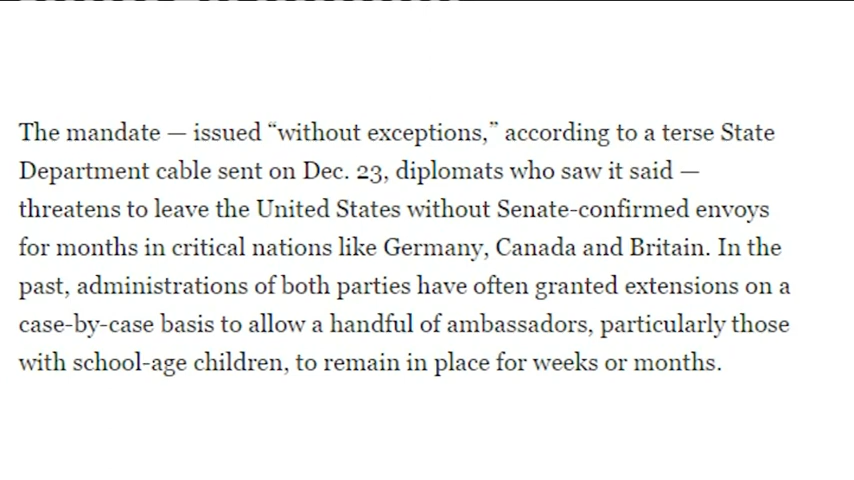 The mandate — issued “without exceptions,” according to a terse State
Department cable sent on Dec. 23, diplomats who saw it said —
threatens to leave the United States without Senate-confirmed envoys
for months in critical nations like Germany, Canada and Britain. In the
past, administrations of both parties have often granted extensions on a
case-by-case basis to allow a handful of ambassadors, particularly those
with school-age children, to remain in place for weeks or months.